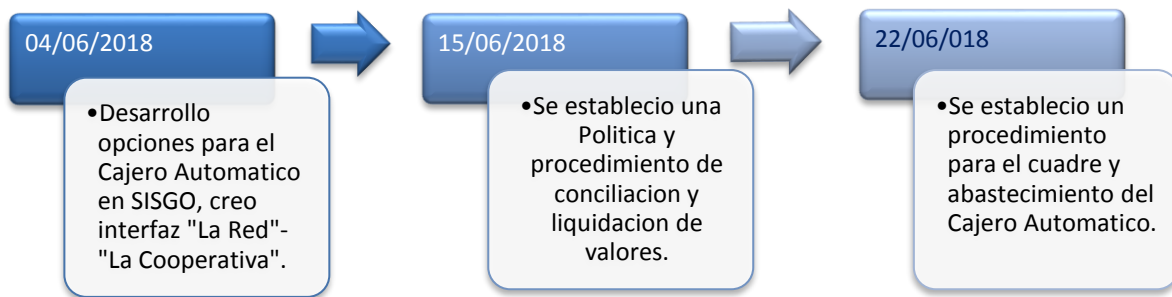 04/06/2018
•Desarrollo
opciones para el
Cajero Automatico
en SISGO, creo
interfaz "La Red"-
"La Cooperativa".
15/06/2018
•Se establecio una
Politica y
procedimiento de
conciliacion y
liquidacion de
valores.
22/06/018
•Se establecio un
procedimiento
para el cuadre y
abastecimiento del
Cajero Automatico.